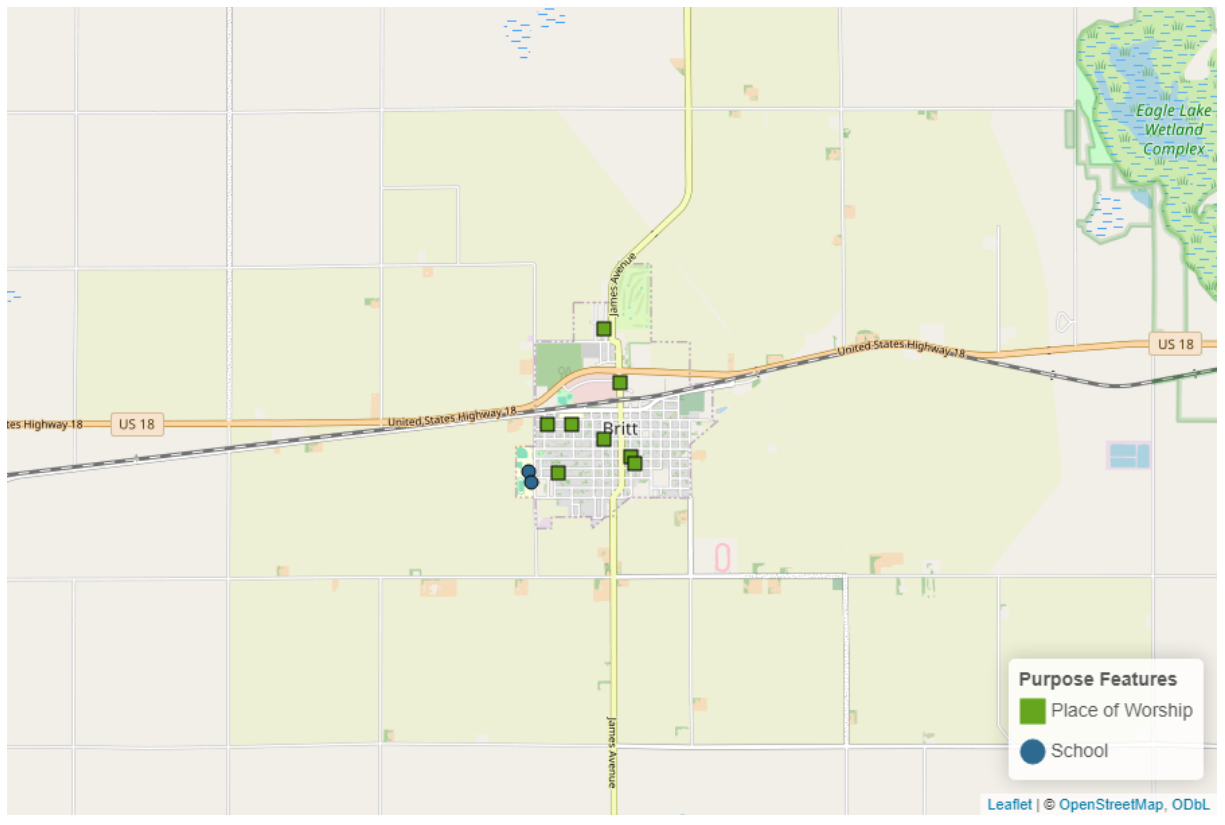 Eagle Lake
Wetland
Complex
James Avenue
United States Highway 18
US 18
tes Highway 18
US 18
United States Highway 18
Britt
James Avenue
Purpose Features
Place of Worship
School
Leaflet | © OpenStreetMap, ODbL